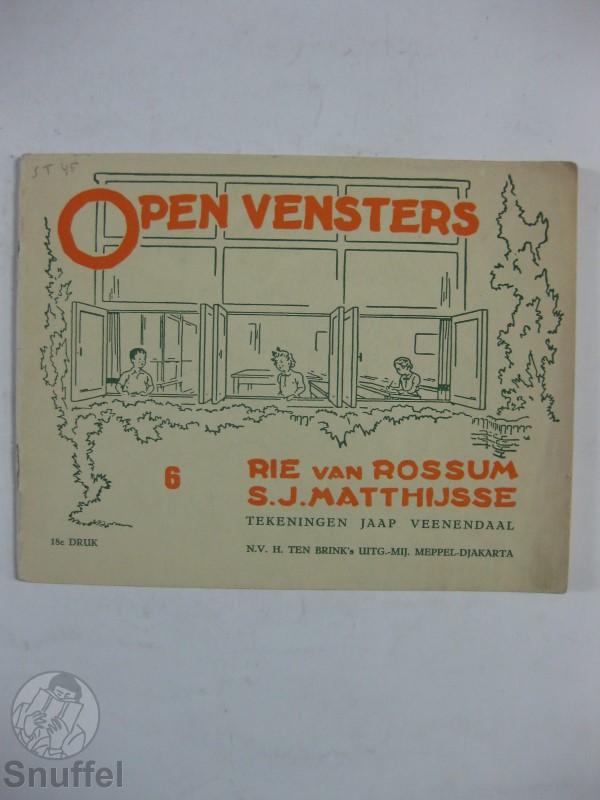 ST 45
OPEN VENSTERS
6
RIE VAN ROSSUM
S.J. MATTHIJSSE
TEKENINGEN JAAP VEENENDAAL
18e DRUK
N.V. H. TEN BRINK's UITG.-MIJ. MEPPEL-DJAKARTA
Snuffel